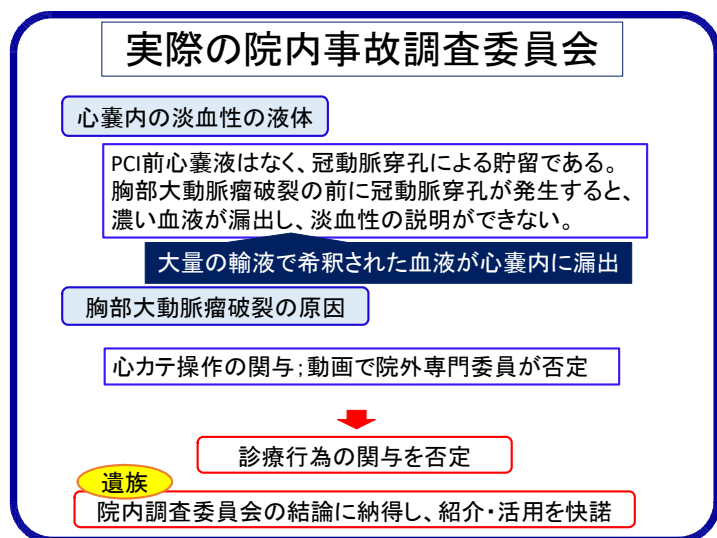 実際の院内事故調査委員会
心嚢内の淡血性の液体
PCI前心嚢液はなく、冠動脈穿孔による貯留である。
胸部大動脈瘤破裂の前に冠動脈穿孔が発生すると、
濃い血液が漏出し、淡血性の説明ができない。
大量の輸液で希釈された血液が心嚢内に漏出
胸部大動脈瘤破裂の原因
心カテ操作の関与;動画で院外専門委員が否定
診療行為の関与を否定
遺族
院内調査委員会の結論に納得し、紹介・活用を快諾